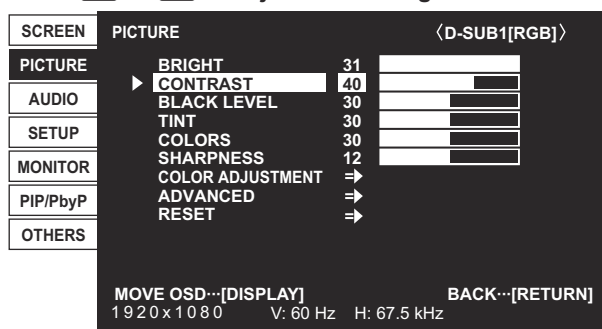 SCREEN
PICTURE
AUDIO
SETUP
MONITOR
PIP/PbyP
OTHERS
PICTURE 〈D-SUB1[RGB]〉
BRIGHT 31
CONTRAST 40
BLACK LEVEL 30
TINT 30
COLORS 30
SHARPNESS 12
COLOR ADJUSTMENT
ADVANCED
RESET
MOVE OSD···[DISPLAY] BACK···[RETURN]
1920x1080 V: 60 Hz H: 67.5 kHz